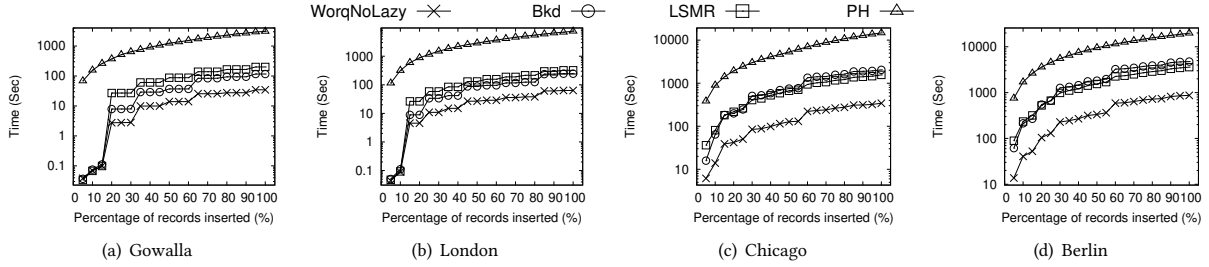 WorqNoLazy Bkd LSMR PH
Time (Sec)
1000
100
10
1
0.1
0 10 20 30 40 50 60 70 80 90 100
Percentage of records inserted (%)
(a) Gowalla
Time (Sec)
1000
100
10
1
0.1
0 10 20 30 40 50 60 70 80 90 100
Percentage of records inserted (%)
(b) London
Time (Sec)
10000
1000
100
10
0 10 20 30 40 50 60 70 80 90 100
Percentage of records inserted (%)
(c) Chicago
Time (Sec)
10000
1000
100
10
0 10 20 30 40 50 60 70 80 90 100
Percentage of records inserted (%)
(d) Berlin